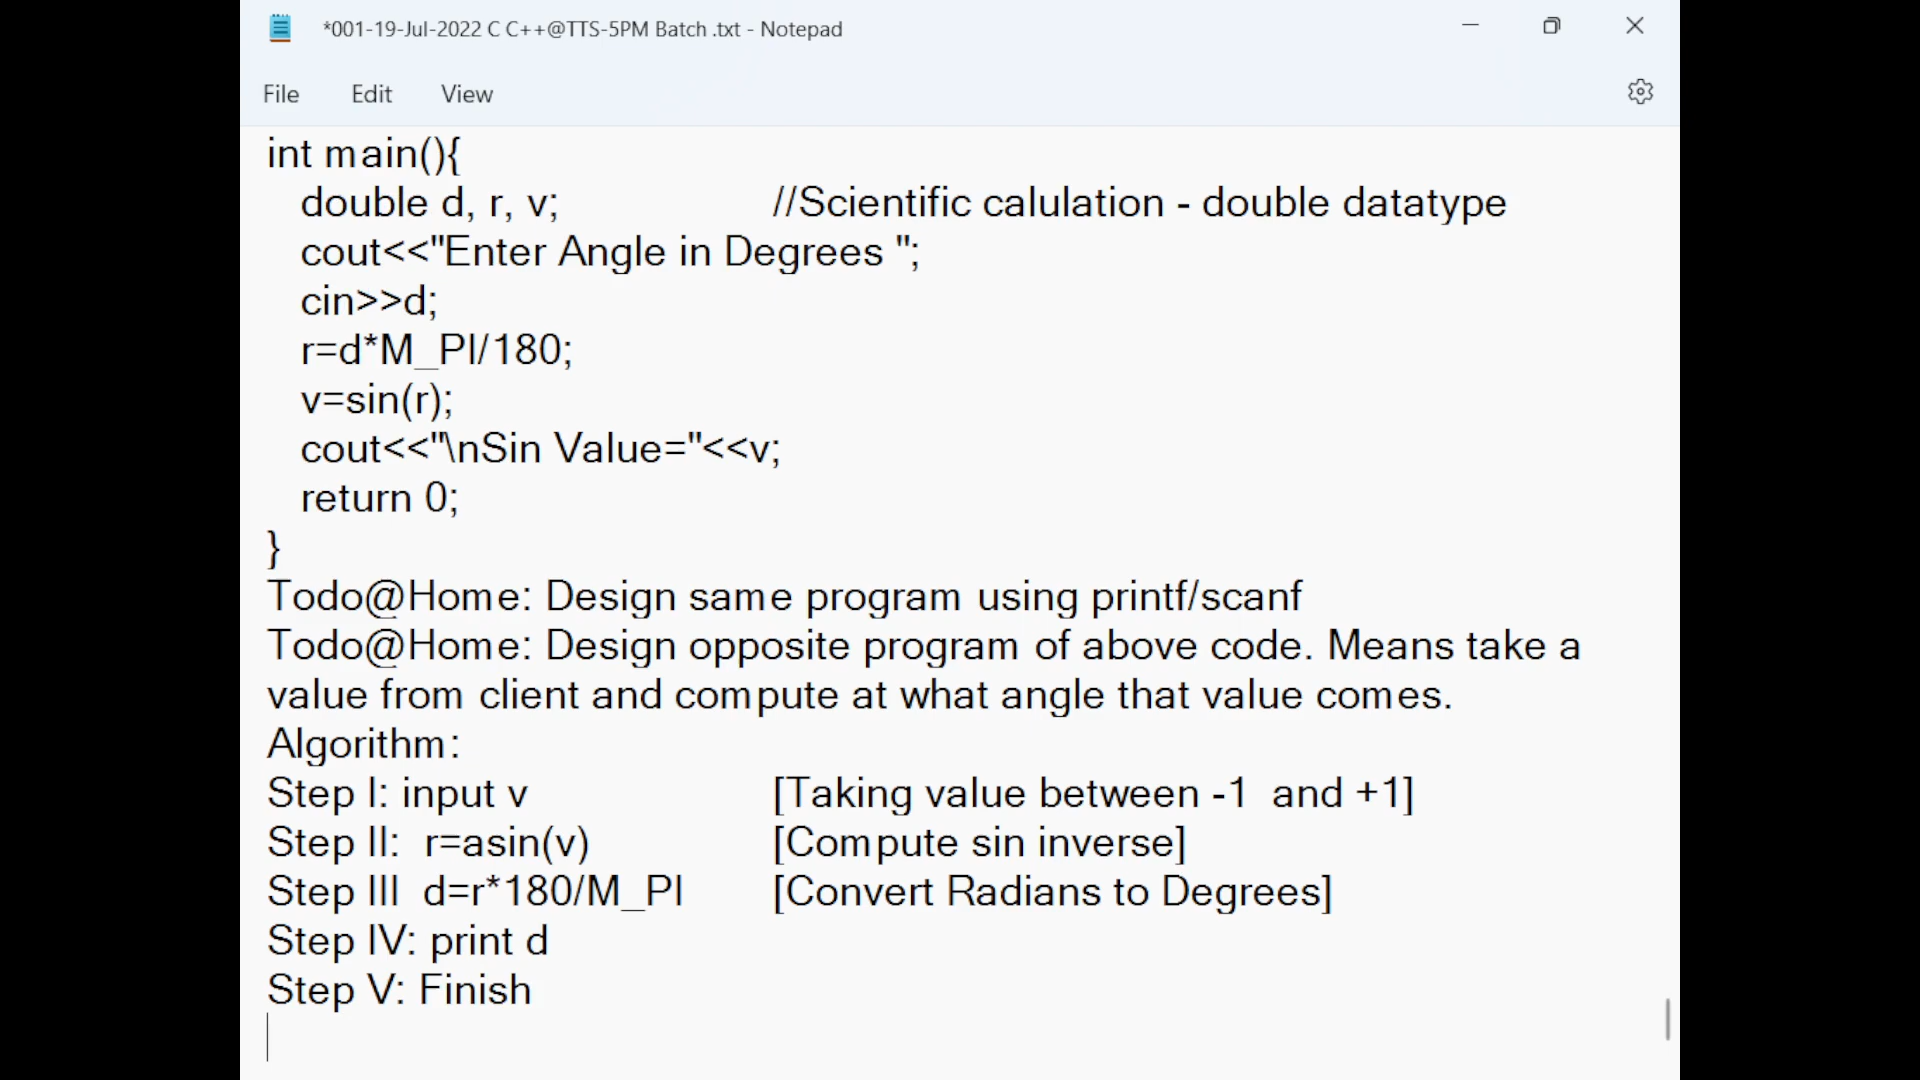 *001-19-Jul-2022 C C++@TTS-5PM Batch .txt - Notepad
File Edit View
int main(){
double d, r, v; //Scientific calulation - double datatype
cout<<"Enter Angle in Degrees ";
cin>>d;
r=d*M_PI/180;
v=sin(r);
cout<<"\nSin Value="<<v;
return 0;
}
Todo@Home: Design same program using printf/scanf
Todo@Home: Design opposite program of above code. Means take a
value from client and compute at what angle that value comes.
Algorithm:
Step I: input v [Taking value between -1 and +1]
Step II: r=asin(v) [Compute sin inverse]
Step III d=r*180/M_PI [Convert Radians to Degrees]
Step IV: print d
Step V: Finish